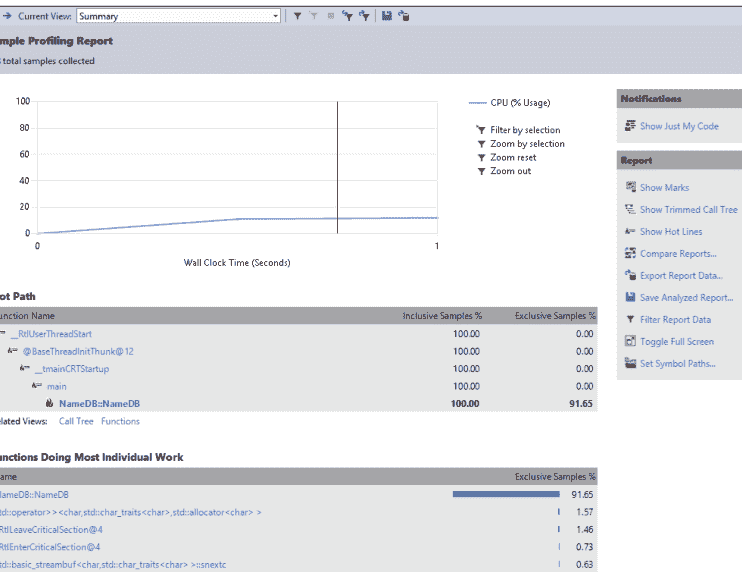 Current View: Summary
mple Profiling Report
total samples collected
100
80
60
40
20
0
0
1
Wall Clock Time (Seconds)
CPU (% Usage)
Filter by selection
Zoom by selection
Zoom reset
Zoom out
Notifications
Show Just My Code
Report
Show Marks
Show Trimmed Call Tree
Show Hot Lines
Compare Reports...
Export Report Data...
Save Analyzed Report...
Filter Report Data
Toggle Full Screen
Set Symbol Paths...
ot Path
unction Name Inclusive Samples % Exclusive Samples %
__RtlUserThreadStart 100.00 0.00
@BaseThreadInitThunk@12 100.00 0.00
__tmainCRTStartup 100.00 0.00
main 100.00 0.00
NameDB::NameDB 100.00 91.65
lated Views: Call Tree Functions
unctions Doing Most Individual Work
ame Exclusive Samples %
NameDB::NameDB 91.65
td::operator>><char,std::char_traits<char>,std::allocator<char> > 1.57
RtlLeaveCriticalSection@4 1.46
RtlEnterCriticalSection@4 0.73
td::basic_streambuf<char,std::char_traits<char> >::snextc 0.63